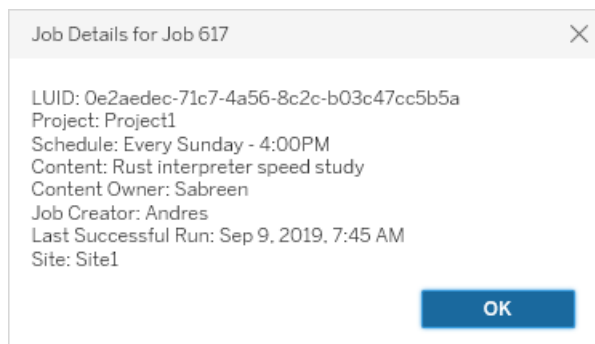 Job Details for Job 617
LUID: 0e2aedec-71c7-4a56-8c2c-b03c47cc5b5a
Project: Project1
Schedule: Every Sunday - 4:00PM
Content: Rust interpreter speed study
Content Owner: Sabreen
Job Creator: Andres
Last Successful Run: Sep 9, 2019, 7:45 AM
Site: Site1
OK